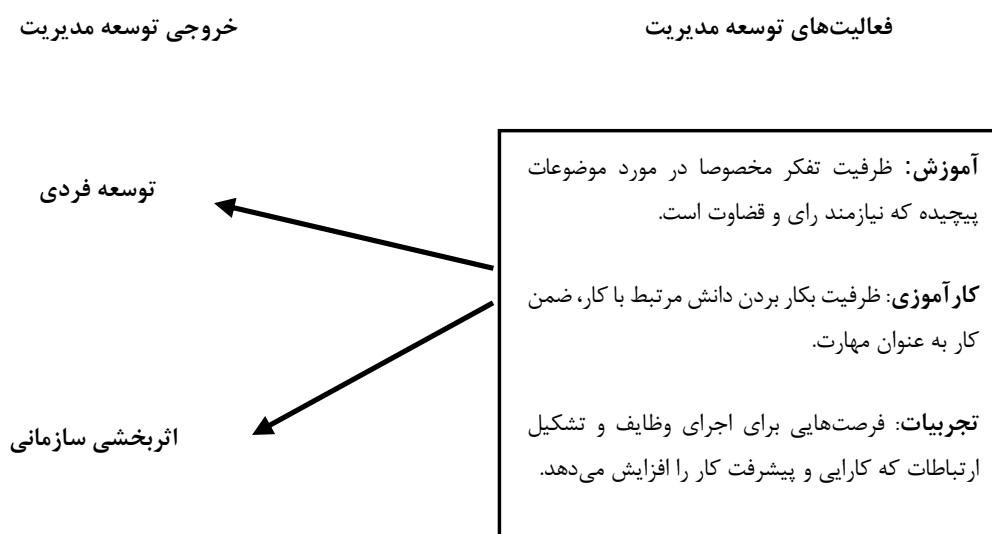 فعالیت‌های توسعه مدیریت
خروجی توسعه مدیریت
آموزش: ظرفیت تفکر مخصوصا در مورد موضوعات
پیچیده که نیازمند رای و قضاوت است.
کارآموزی: ظرفیت بکار بردن دانش مرتبط با کار، ضمن
کار به عنوان مهارت.
تجربیات: فرصت‌هایی برای اجرای وظایف و تشکیل
ارتباطات که کارایی و پیشرفت کار را افزایش می‌دهد.
توسعه فردی
اثربخشی سازمانی